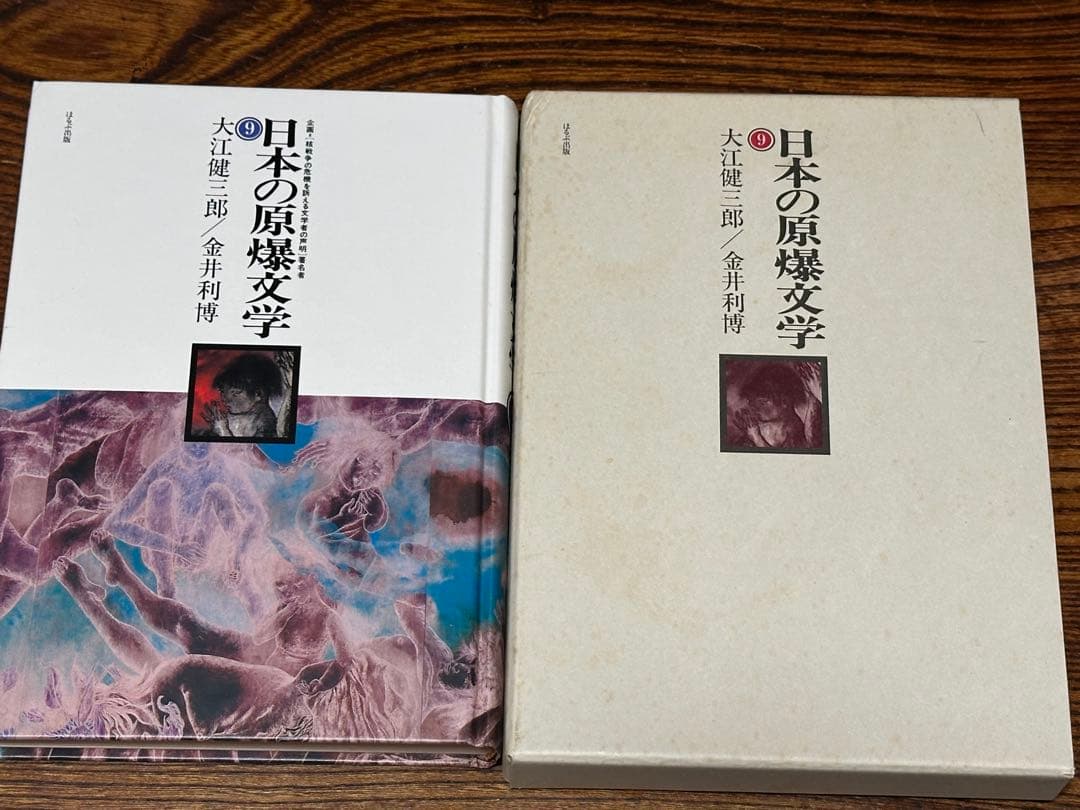 企画・「核戦争の危機を訴える文学者の声明」署名者
日本の原爆文学
9
大江健三郎／金井利博
ほるぷ出版
日本の原爆文学
9
大江健三郎／金井利博
ほるぷ出版